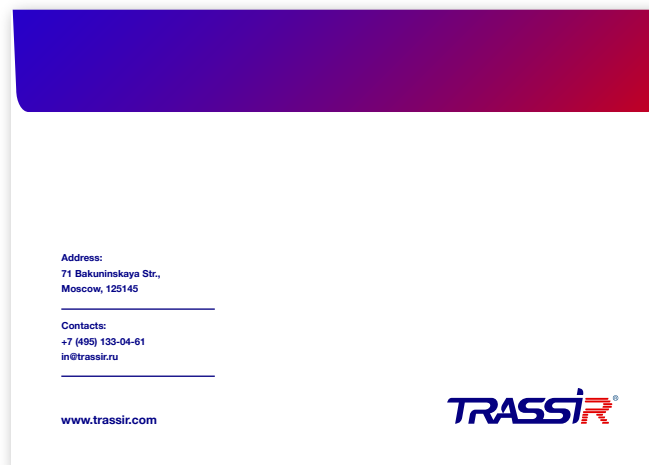 Address:
71 Bakuninskaya Str.,
Moscow, 125145
Contacts:
+7 (495) 133-04-61
in@trassir.ru
www.trassir.com
TRASSIR®